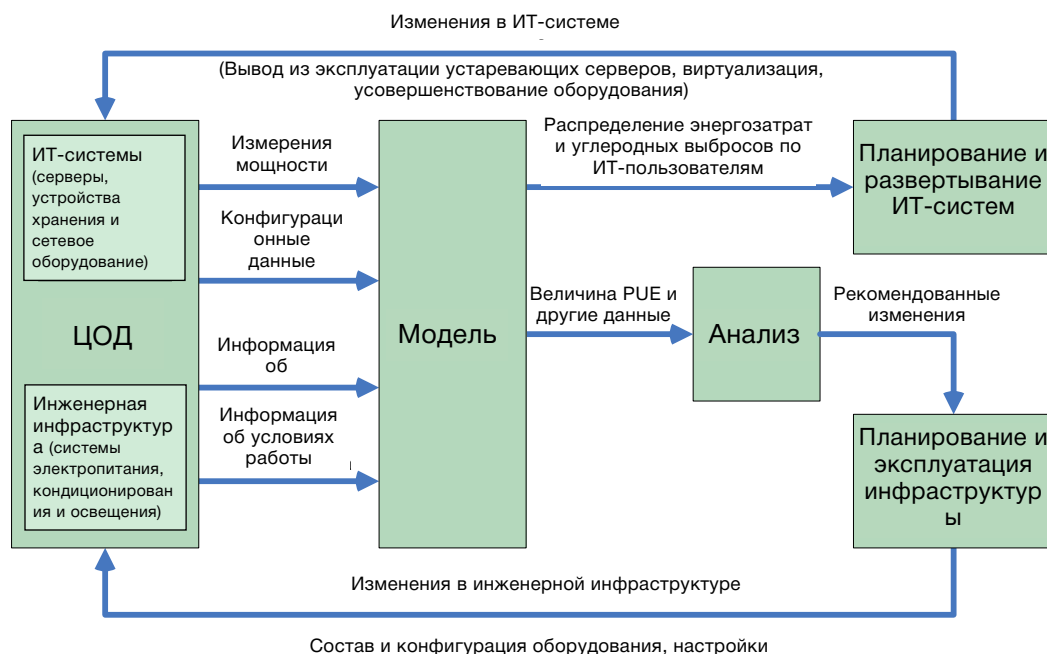 Изменения в ИТ-системе
(Вывод из эксплуатации устаревающих серверов, виртуализация,
усовершенствование оборудования)
ИТ-системы
(серверы,
устройства
хранения и
сетевое
оборудование)
ЦОД
Инженерная
инфраструктур
а (системы
электропитания,
кондиционирован
ия и освещения)
Измерения
мощности
Конфигураци
онные
данные
Информация
об
Информация
об условиях
работы
Модель
Распределение энергозатрат
и углеродных выбросов по
ИТ-пользователям
Величина PUE и
другие данные
Анализ
Рекомендованные
изменения
Планирование и
развертывание
ИТ-систем
Планирование и
эксплуатация
инфраструктур
ы
Изменения в инженерной инфраструктуре
Состав и конфигурация оборудования, настройки